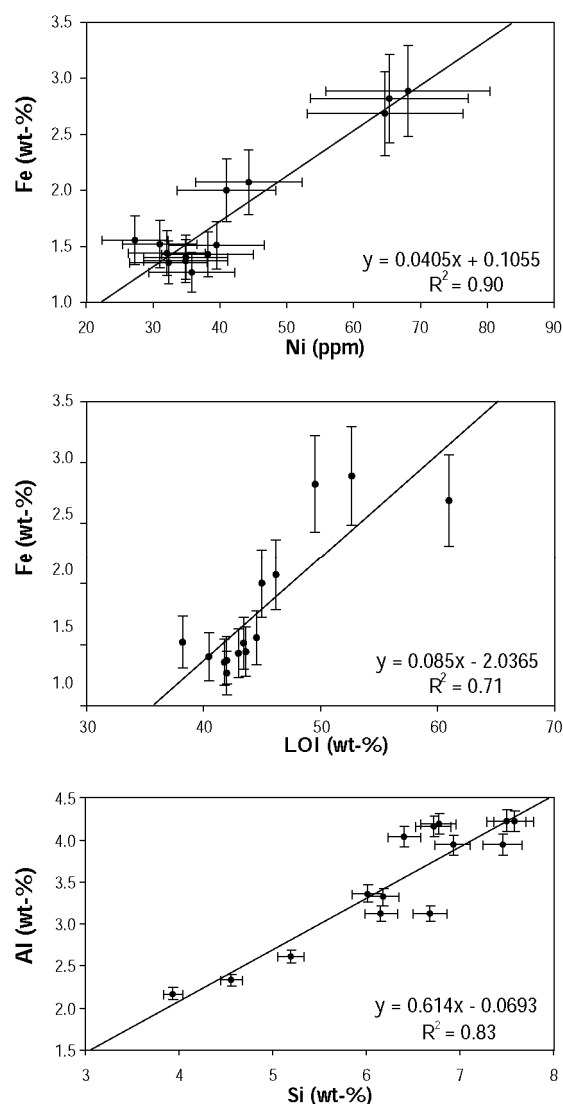 3.5
3.0
2.5
2.0
1.5
1.0
Fe (wt-%)
y = 0.0405x + 0.1055
R² = 0.90
20 30 40 50 60 70 80 90
Ni (ppm)
3.5
3.0
2.5
2.0
1.5
1.0
Fe (wt-%)
y = 0.085x - 2.0365
R² = 0.71
30 40 50 60 70
LOI (wt-%)
4.5
4.0
3.5
3.0
2.5
2.0
1.5
Al (wt-%)
y = 0.614x - 0.0693
R² = 0.83
3 4 5 6 7 8
Si (wt-%)